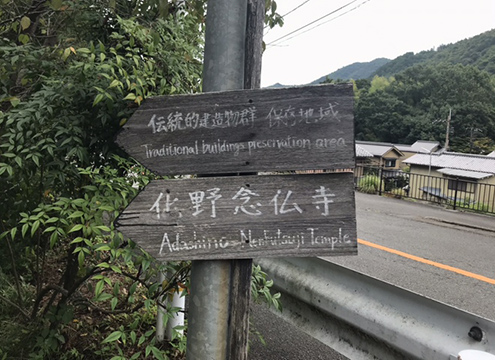 伝統的建造物群 保存地域
Traditional buildings preservation area
化野念仏寺
Adashino Nenbutsuji Temple